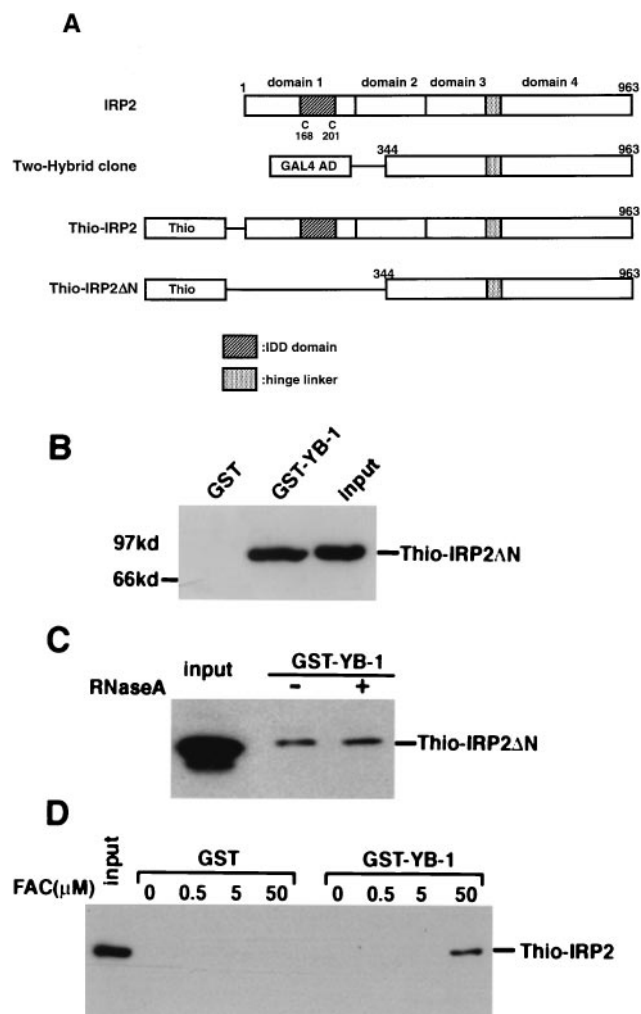 A
1 domain 1 domain 2 domain 3 domain 4 963
IRP2
C C
168 201
344 963
Two-Hybrid clone GAL4 AD
963
Thio-IRP2 Thio
344 963
Thio-IRP2ΔN Thio
:IDD domain
:hinge linker
B
GST GST-YB-1 input
97kd
Thio-IRP2ΔN
66kd
C
input GST-YB-1
RNaseA - +
Thio-IRP2ΔN
D
input GST GST-YB-1
FAC(μM) 0 0.5 5 50 0 0.5 5 50
Thio-IRP2